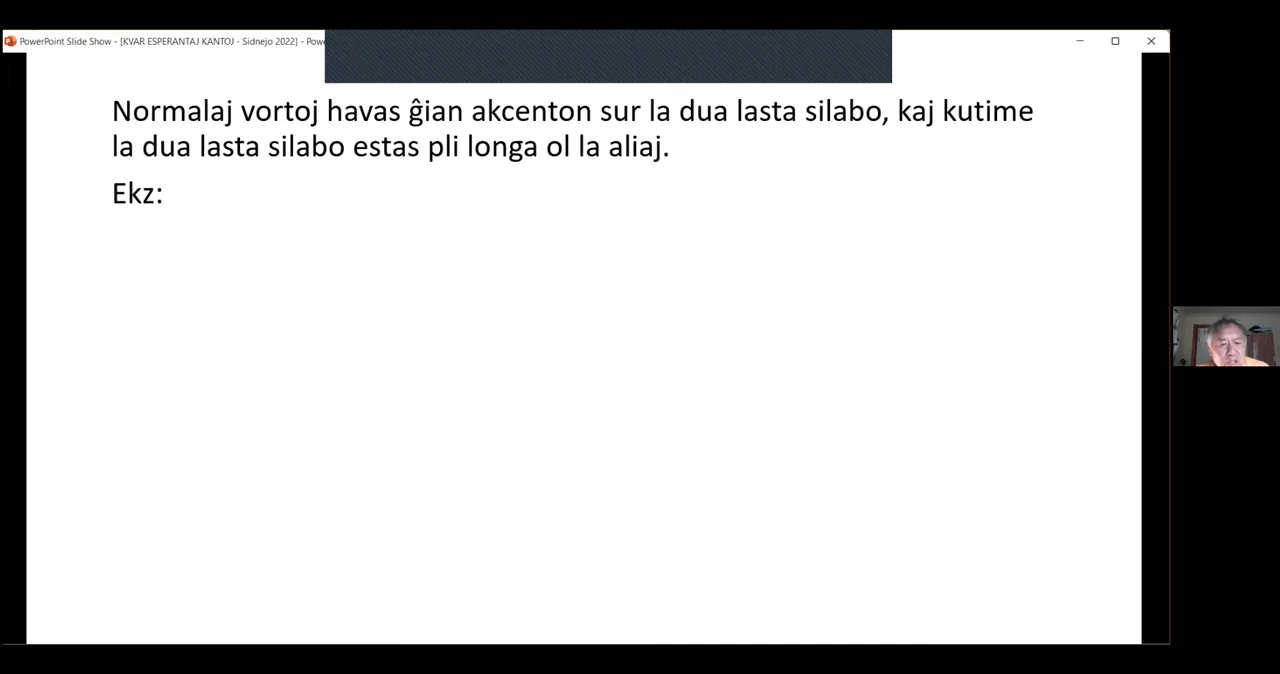 PowerPoint Slide Show - [KVAR ESPERANTAJ KANTOJ - Sidnejo 2022] - Powe
Normalaj vortoj havas ĝian akcenton sur la dua lasta silabo, kaj kutime
la dua lasta silabo estas pli longa ol la aliaj.
Ekz: